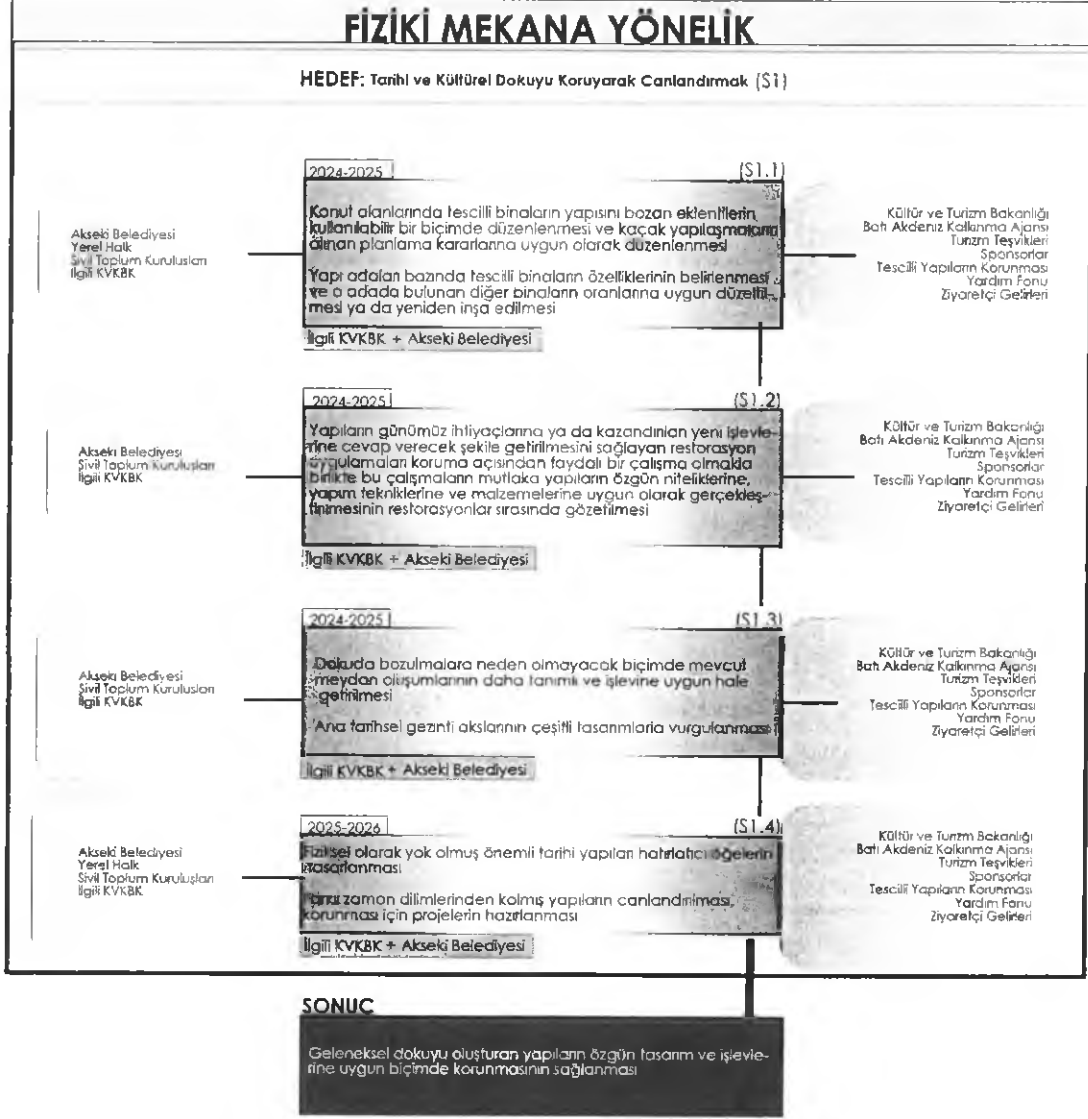 FİZİKİ MEKANA YÖNELİK
HEDEF: Tarihi ve Kültürel Dokuyu Koruyarak Canlandırmak (S1)
2024-2025
(S1.1)
Akseki Belediyesi
Yerel Halk
Sivil Toplum Kuruluşları
İlgili KVKBK
Konut alanlarında tescilli binaların yapısını bozan eklentilerin
kullanılabilir bir biçimde düzenlenmesi ve kaçak yapılaşmaların
alınan planlama kararlarına uygun olarak düzenlenmesi
Yapı adaları bazında tescilli binaların özelliklerinin belirlenmesi
ve o adada bulunan diğer binaların oranlarına uygun düzeltil-
mesi ya da yeniden inşa edilmesi
İlgili KVKBK + Akseki Belediyesi
Kültür ve Turizm Bakanlığı
Batı Akdeniz Kalkınma Ajansı
Turizm Teşvikleri
Sponsorlar
Tescilli Yapıların Korunması
Yardım Fonu
Ziyaretçi Gelirleri
2024-2025
(S1.2)
Akseki Belediyesi
Sivil Toplum Kuruluşları
İlgili KVKBK
Yapıların günümüz ihtiyaçlarına ya da kazandırılan yeni işlevle-
rine cevap verecek şekile getirilmesini sağlayan restorasyon
uygulamaları koruma açısından faydalı bir çalışma olmakla
birlikte bu çalışmaların mutlaka yapıların özgün niteliklerine,
yapım tekniklerine ve malzemelerine uygun olarak gerçekleş-
tirilmesinin restorasyonlar sırasında gözetilmesi
İlgili KVKBK + Akseki Belediyesi
Kültür ve Turizm Bakanlığı
Batı Akdeniz Kalkınma Ajansı
Turizm Teşvikleri
Sponsorlar
Tescilli Yapıların Korunması
Yardım Fonu
Ziyaretçi Gelirleri
2024-2025
(S1.3)
Akseki Belediyesi
Sivil Toplum Kuruluşları
İlgili KVKBK
Dokuda bozulmalara neden olmayacak biçimde mevcut
meydan oluşumlarının daha tanımlı ve işlevine uygun hale
getirilmesi
Ana tarihsel gezinti akslarının çeşitli tasarımlarla vurgulanması
İlgili KVKBK + Akseki Belediyesi
Kültür ve Turizm Bakanlığı
Batı Akdeniz Kalkınma Ajansı
Turizm Teşvikleri
Sponsorlar
Tescilli Yapıların Korunması
Yardım Fonu
Ziyaretçi Gelirleri
2025-2026
(S1.4)
Akseki Belediyesi
Yerel Halk
Sivil Toplum Kuruluşları
İlgili KVKBK
Fiziksel olarak yok olmuş önemli tarihi yapıları hatırlatıcı öğelerin
tasarlanması
zaman dilimlerinden kalmış yapıların canlandırılması,
korunması için projelerin hazırlanması
İlgili KVKBK + Akseki Belediyesi
Kültür ve Turizm Bakanlığı
Batı Akdeniz Kalkınma Ajansı
Turizm Teşvikleri
Sponsorlar
Tescilli Yapıların Korunması
Yardım Fonu
Ziyaretçi Gelirleri
SONUÇ
Geleneksel dokuyu oluşturan yapıların özgün tasarım ve işlevle-
rine uygun biçimde korunmasının sağlanması